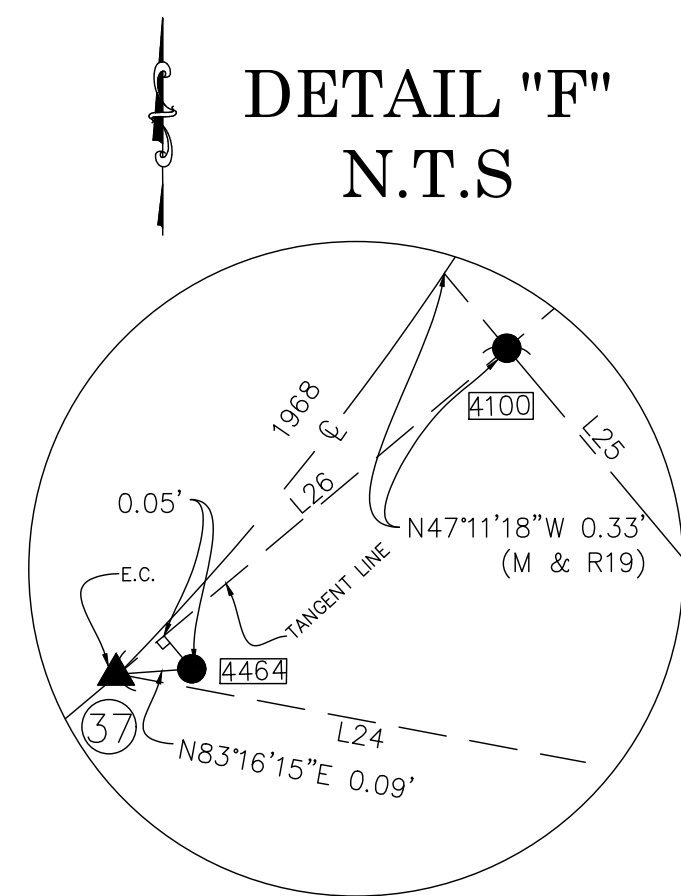 DETAIL "F"
N.T.S
1968
℄
4100
L25
L26
0.05'
N47°11'18"W 0.33'
(M & R19)
E.C.
TANGENT LINE
4464
37
L24
N83°16'15"E 0.09'